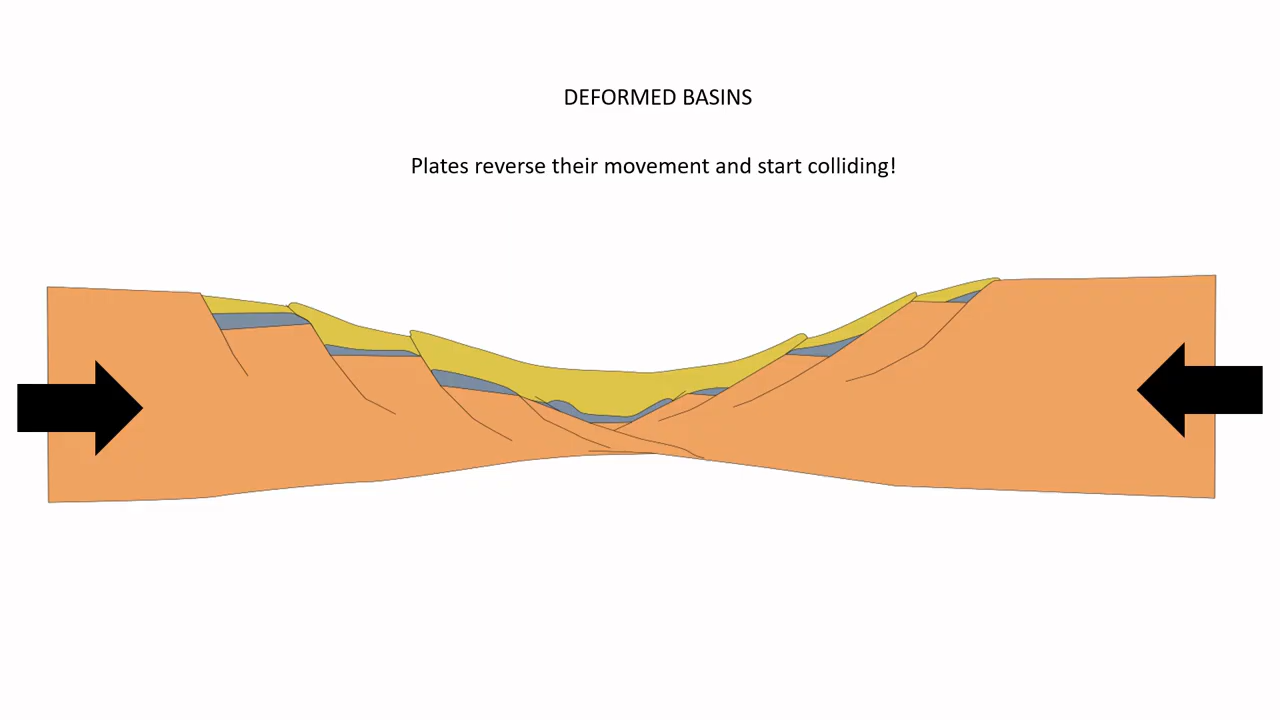 DEFORMED BASINS
Plates reverse their movement and start colliding!